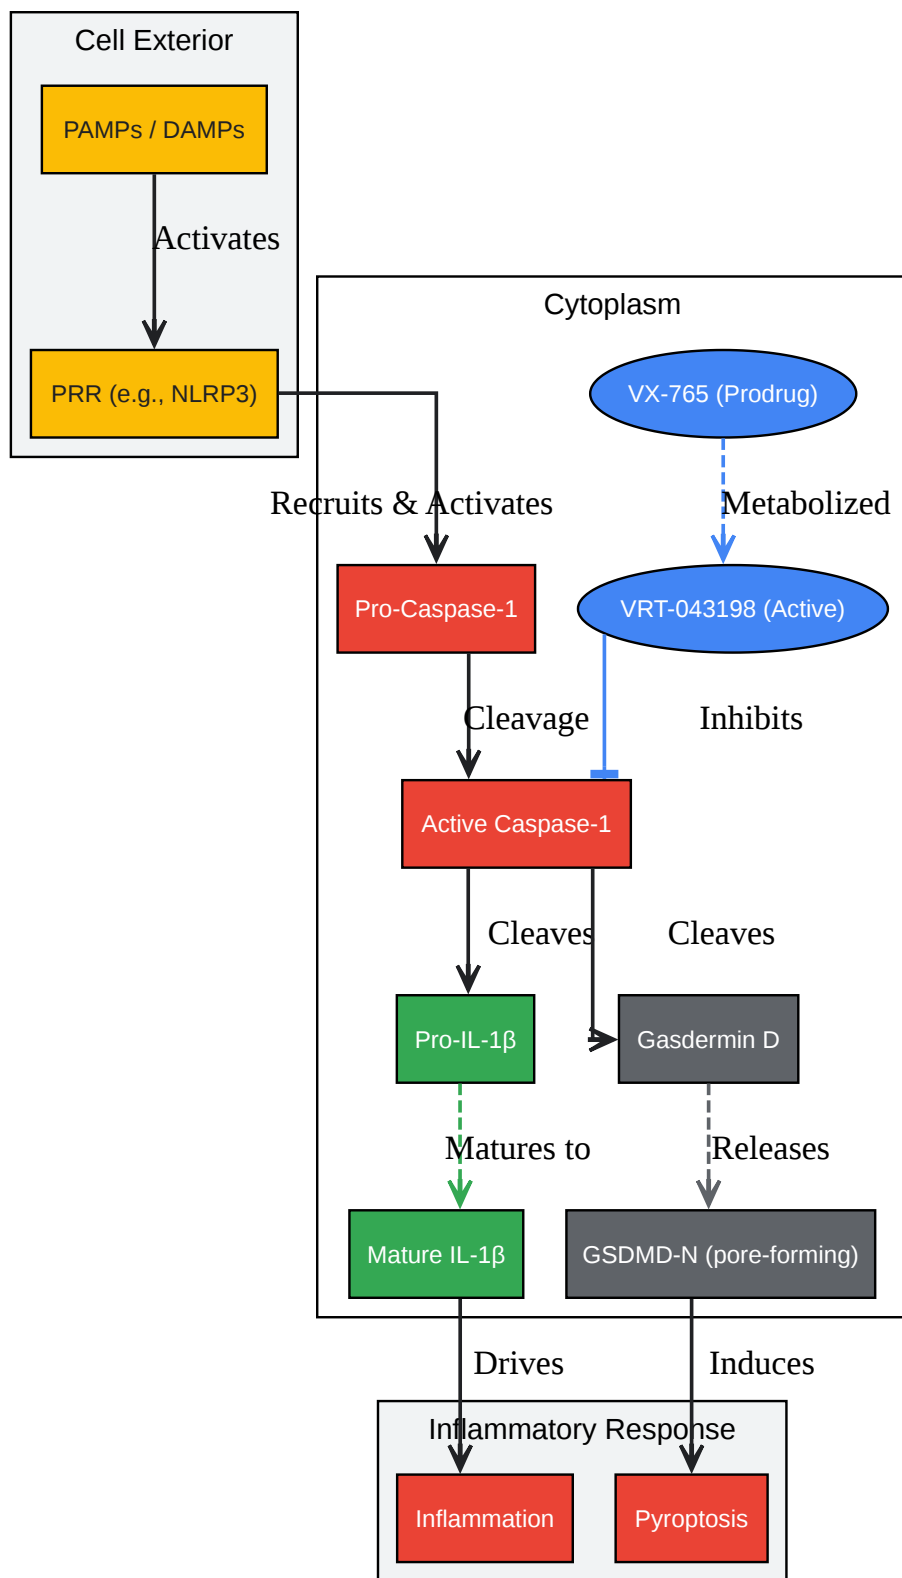 Cell Exterior
PAMPs / DAMPs
Activates
PRR (e.g., NLRP3)
Cytoplasm
VX-765 (Prodrug)
Recruits & Activates
Metabolized
Pro-Caspase-1
VRT-043198 (Active)
Cleavage
Inhibits
Active Caspase-1
Cleaves
Cleaves
Pro-IL-1β
Gasdermin D
Matures to
Releases
Mature IL-1β
GSDMD-N (pore-forming)
Drives
Induces
Inflammatory Response
Inflammation
Pyroptosis